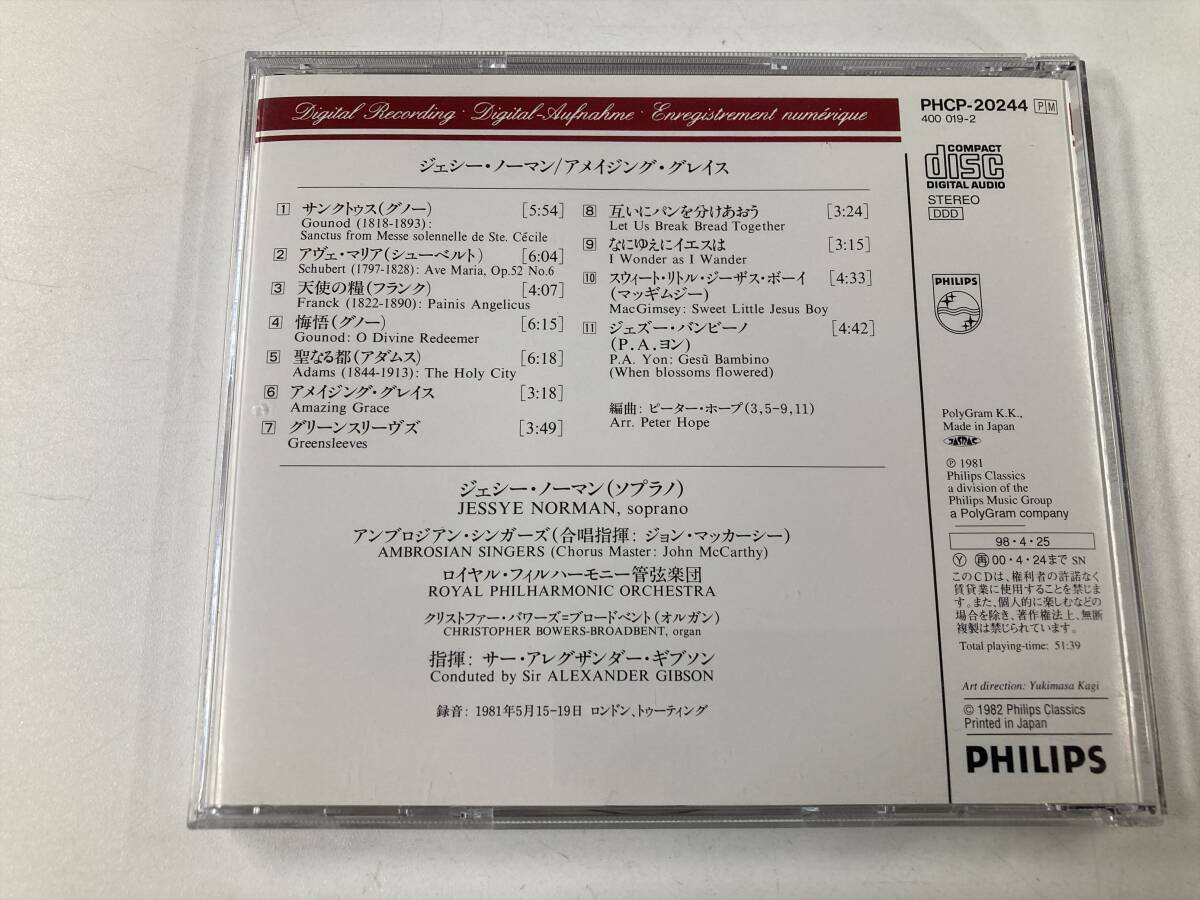 Digital Recording · Digital-Aufnahme · Enregistrement numérique
ジェシー・ノーマン/アメイジング・グレイス
1 サンクトゥス(グノー) [5:54]
Gounod (1818-1893):
Sanctus from Messe solennelle de Ste. Cécile
2 アヴェ・マリア(シューベルト) [6:04]
Schubert (1797-1828): Ave Maria, Op.52 No.6
3 天使の糧(フランク) [4:07]
Franck (1822-1890): Painis Angelicus
4 悔悟(グノー) [6:15]
Gounod: O Divine Redeemer
5 聖なる都(アダムス) [6:18]
Adams (1844-1913): The Holy City
6 アメイジング・グレイス [3:18]
Amazing Grace
7 グリーンスリーヴズ [3:49]
Greensleeves
8 互いにパンを分けあおう [3:24]
Let Us Break Bread Together
9 なにゆえにイエスは [3:15]
I Wonder as I Wander
10 スウィート・リトル・ジーザス・ボーイ [4:33]
(マッギムジー)
MacGimsey: Sweet Little Jesus Boy
11 ジェズー・バンビーノ [4:42]
(P.A.ヨン)
P.A. Yon: Gesũ Bambino
(When blossoms flowered)
編曲: ピーター・ホープ(3,5-9,11)
Arr. Peter Hope
ジェシー・ノーマン(ソプラノ)
JESSYE NORMAN, soprano
アンブロジアン・シンガーズ(合唱指揮: ジョン・マッカーシー)
AMBROSIAN SINGERS (Chorus Master: John McCarthy)
ロイヤル・フィルハーモニー管弦楽団
ROYAL PHILHARMONIC ORCHESTRA
クリストファー・バワーズ=ブロードベント(オルガン)
CHRISTOPHER BOWERS-BROADBENT, organ
指揮: サー・アレグザンダー・ギブソン
Conduted by Sir ALEXANDER GIBSON
録音: 1981年5月15-19日 ロンドン、トゥーティング
PHCP-20244 PM
400 019-2
COMPACT
disc
DIGITAL AUDIO
STEREO
DDD
PHILIPS
PolyGram K.K.,
Made in Japan
JASRAC
℗ 1981
Philips Classics
a division of the
Philips Music Group
a PolyGram company
98・4・25
Ⓨ 再 00・4・24まで SN
このCDは、権利者の許諾なく
賃貸業に使用することを禁じま
す。また、個人的に楽しむなどの
場合を除き、著作権法上、無断
複製は禁じられています。
Total playing-time: 51:39
Art direction: Yukimasa Kagi
© 1982 Philips Classics
Printed in Japan
PHILIPS